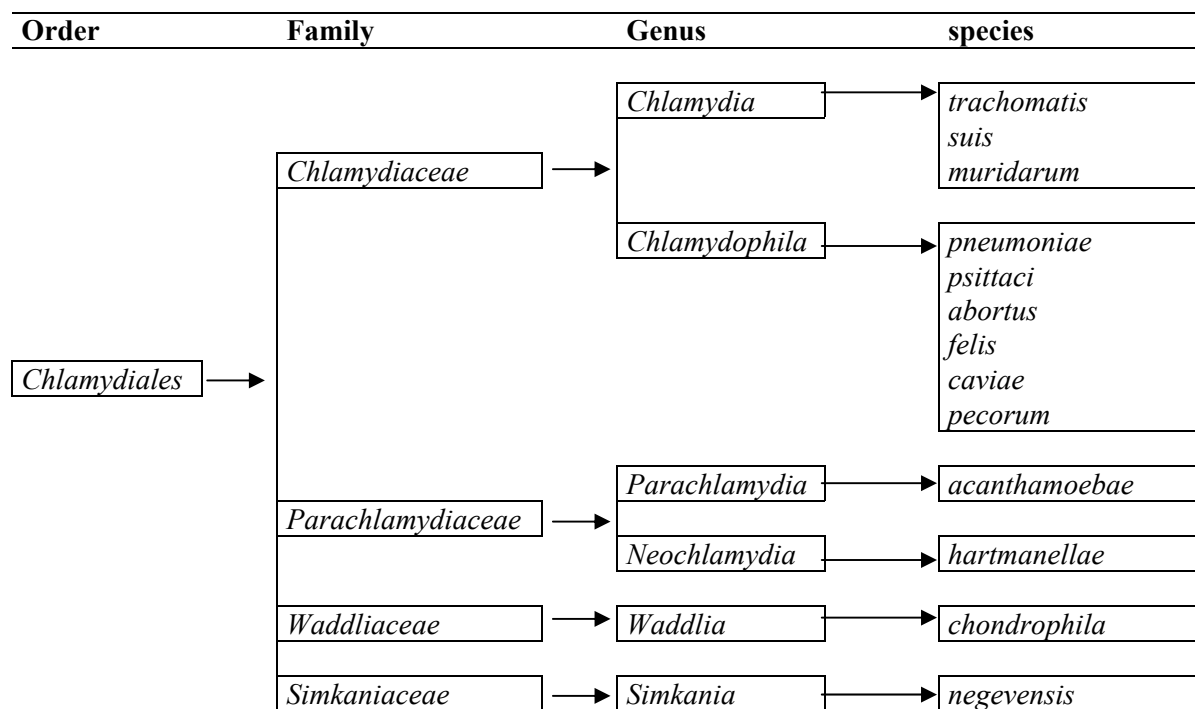 Order Family Genus species
Chlamydia trachomatis
suis
Chlamydiaceae muridarum
Chlamydophila pneumoniae
psittaci
abortus
felis
Chlamydiales caviae
pecorum
Parachlamydia acanthamoebae
Parachlamydiaceae
Neochlamydia hartmanellae
Waddliaceae Waddlia chondrophila
Simkaniaceae Simkania negevensis